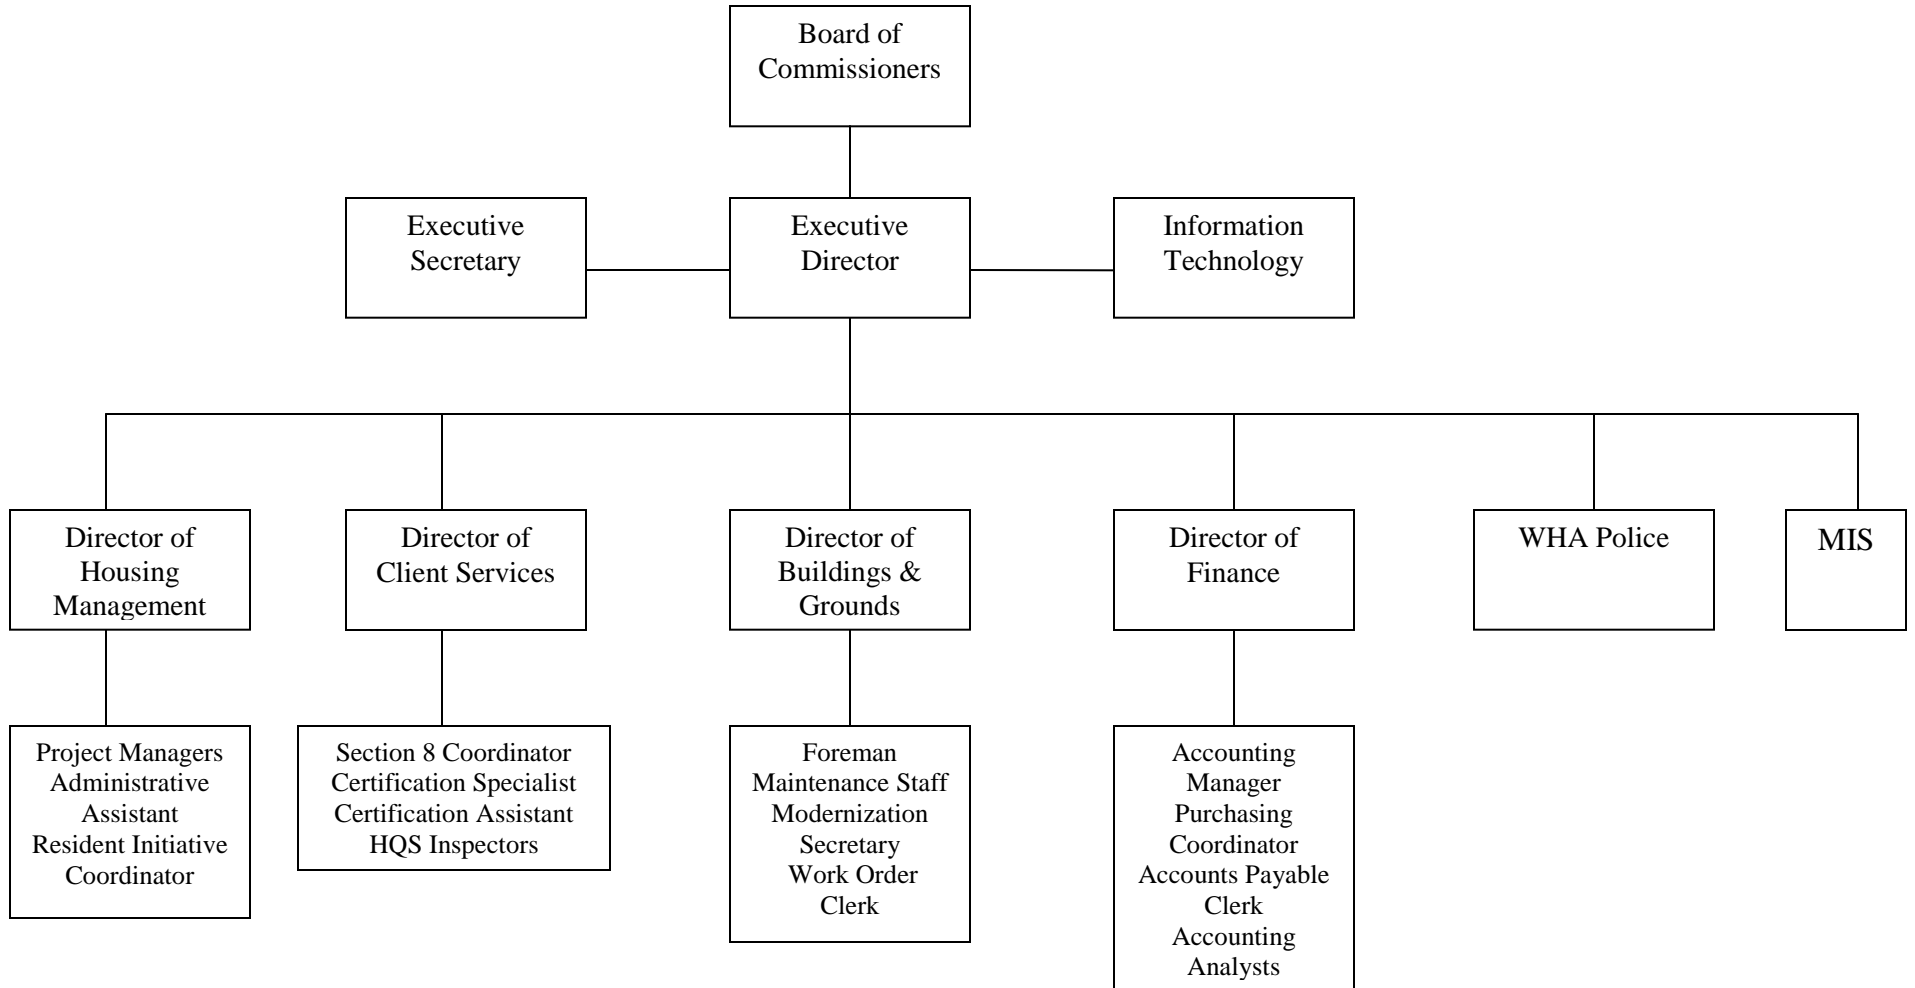 Board of
Commissioners
Executive
Secretary
Executive
Director
Information
Technology
Director of
Housing
Management
Director of
Client Services
Director of
Buildings &
Grounds
Director of
Finance
WHA Police
MIS
Project Managers
Administrative
Assistant
Resident Initiative
Coordinator
Section 8 Coordinator
Certification Specialist
Certification Assistant
HQS Inspectors
Foreman
Maintenance Staff
Modernization
Secretary
Work Order
Clerk
Accounting
Manager
Purchasing
Coordinator
Accounts Payable
Clerk
Accounting
Analysts